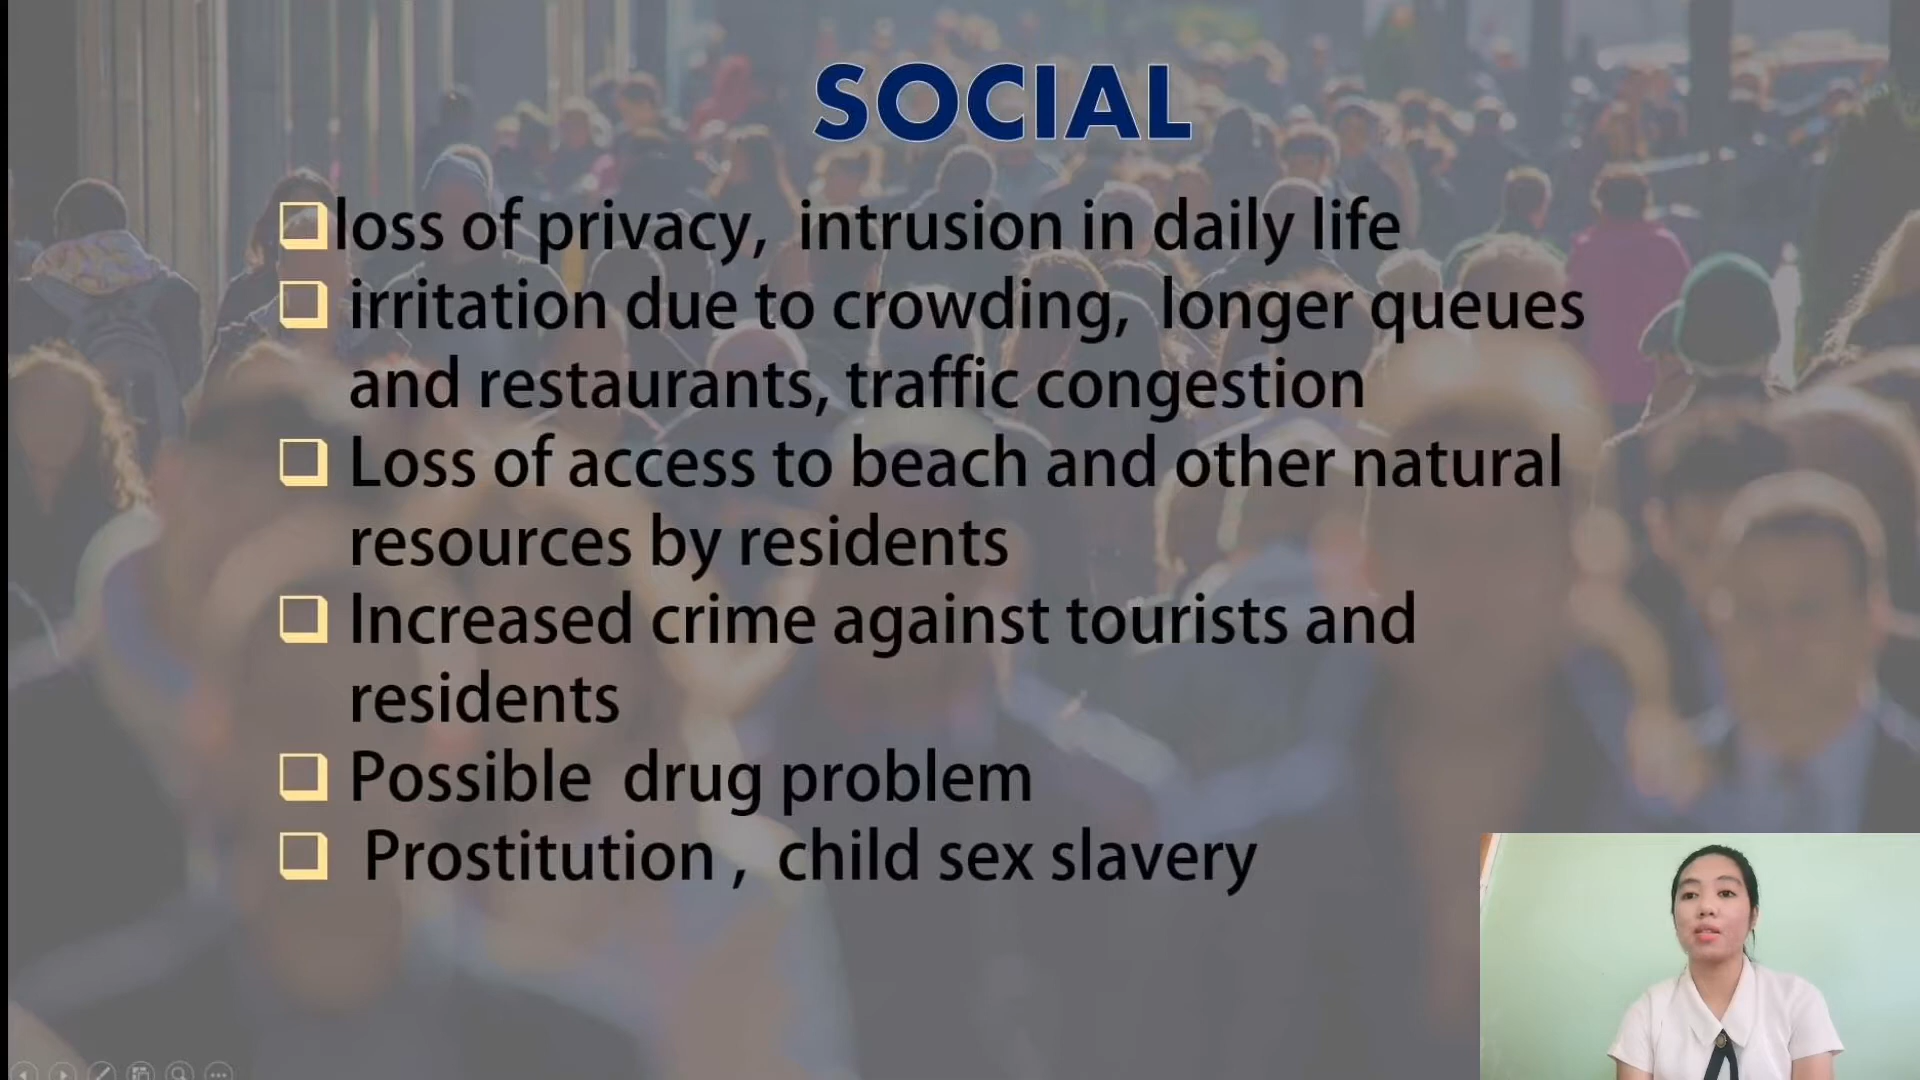 SOCIAL
loss of privacy, intrusion in daily life
irritation due to crowding, longer queues
and restaurants, traffic congestion
Loss of access to beach and other natural
resources by residents
Increased crime against tourists and
residents
Possible drug problem
Prostitution , child sex slavery